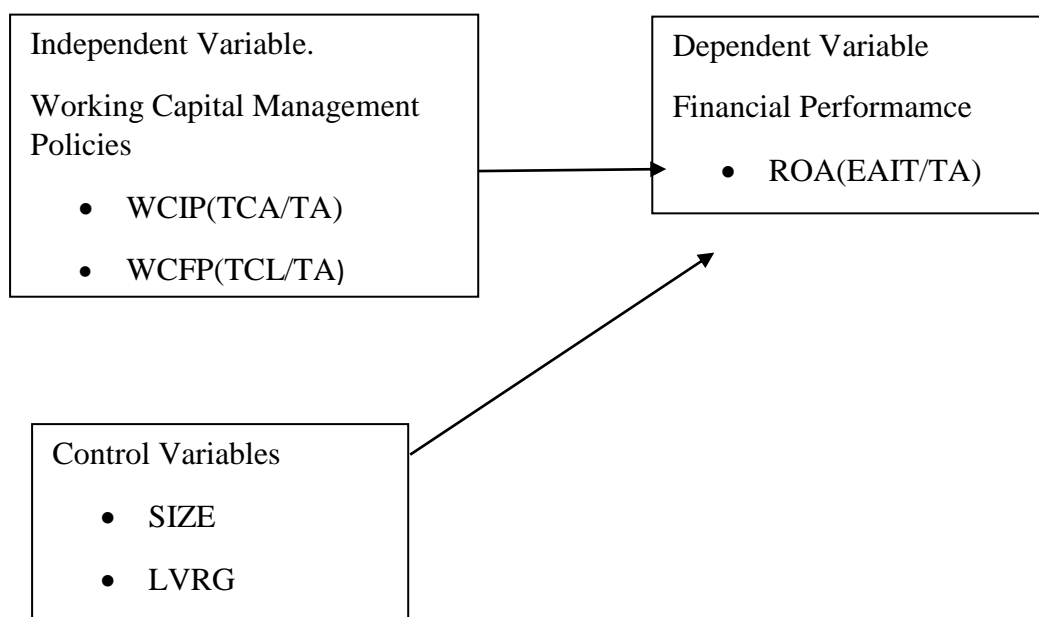 Independent Variable.
Working Capital Management
Policies
• WCIP(TCA/TA)
• WCFP(TCL/TA)
Dependent Variable
Financial Performamce
• ROA(EAIT/TA)
Control Variables
• SIZE
• LVRG